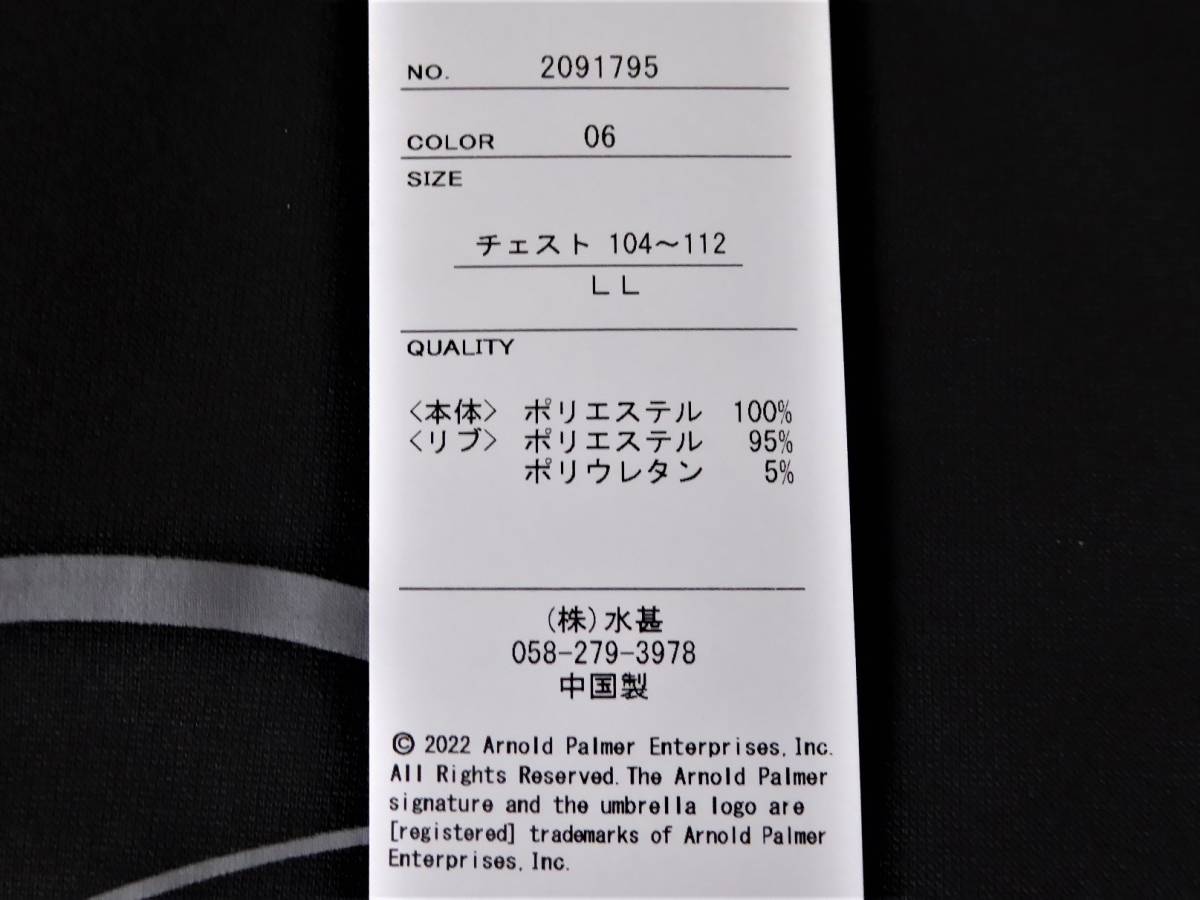 NO. 2091795
COLOR 06
SIZE
チェスト 104～112
LL
QUALITY
〈本体〉 ポリエステル 100%
〈リブ〉 ポリエステル 95%
ポリウレタン 5%
(株)水甚
058-279-3978
中国製
© 2022 Arnold Palmer Enterprises, Inc.
All Rights Reserved. The Arnold Palmer
signature and the umbrella logo are
[registered] trademarks of Arnold Palmer
Enterprises, Inc.